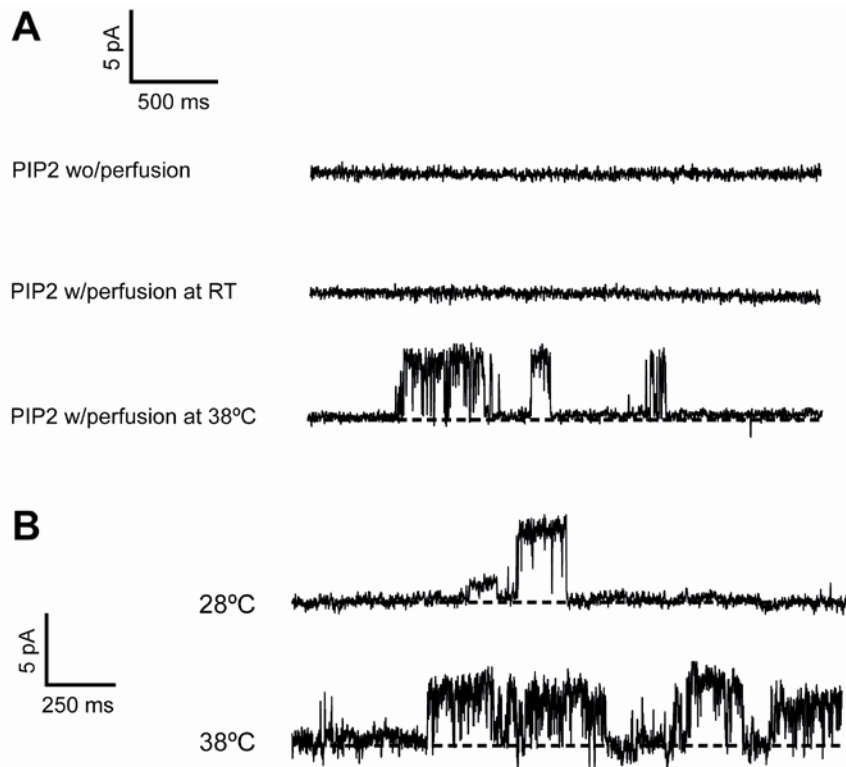 A
5 pA
500 ms
PIP2 wo/perfusion
PIP2 w/perfusion at RT
PIP2 w/perfusion at 38ºC
B
28ºC
5 pA
250 ms
38ºC